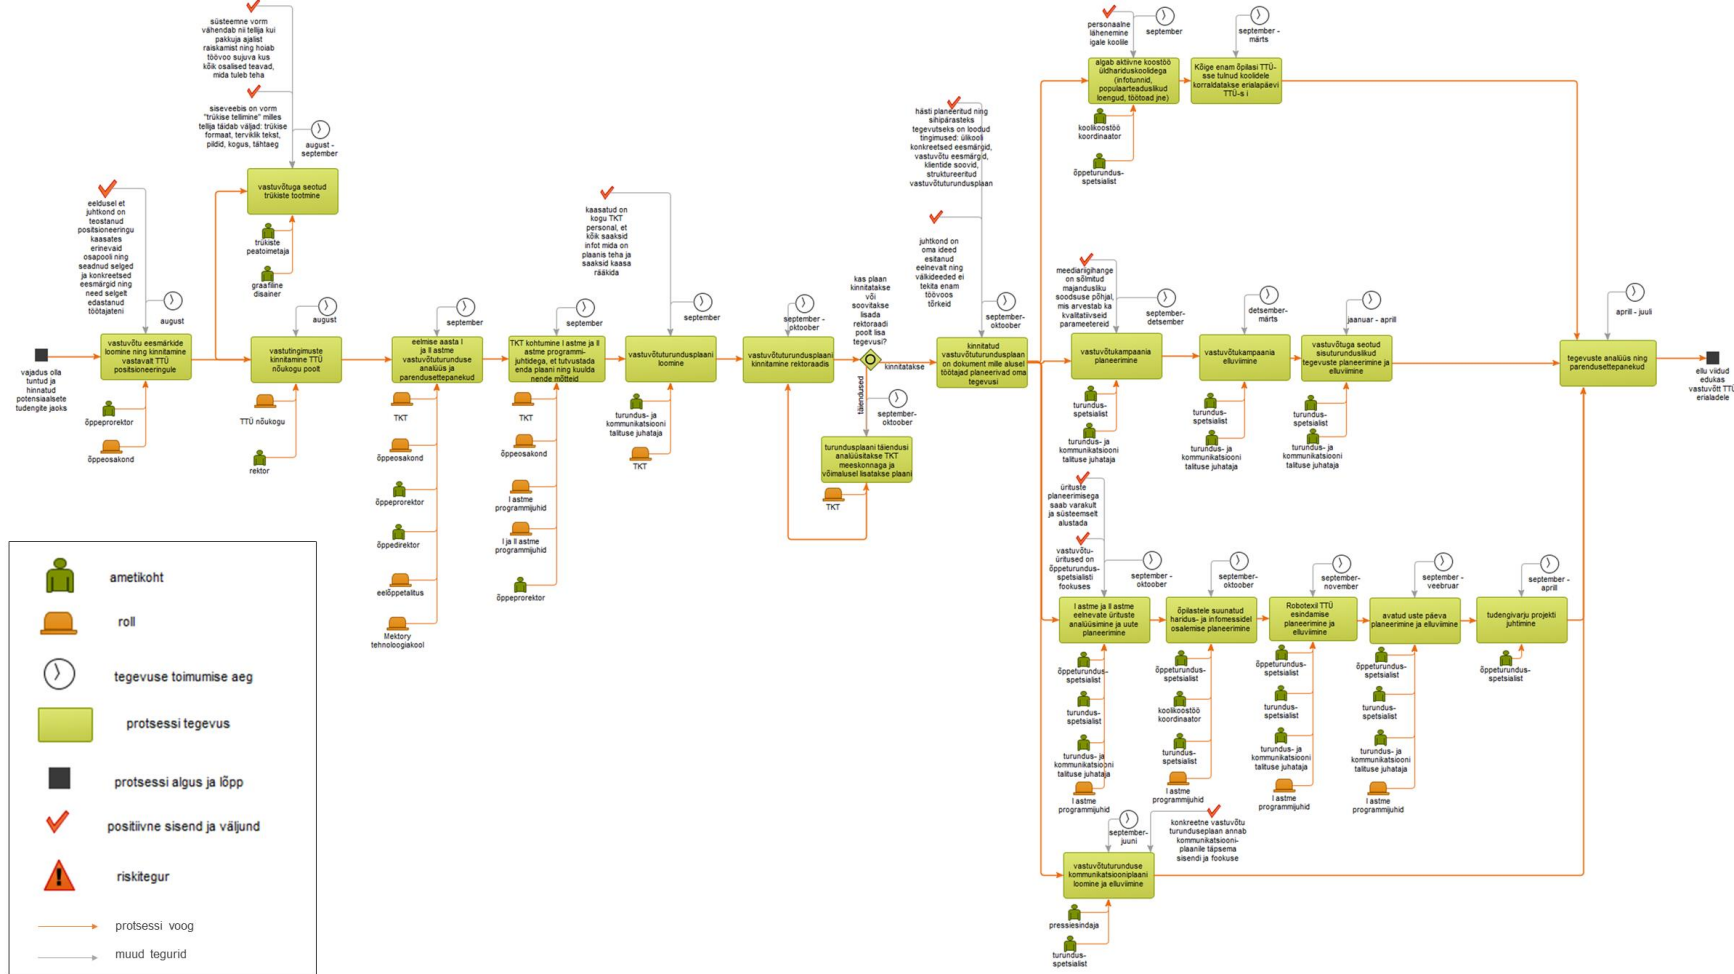 süsteemne vorm
vähendab nii tellija kui
pakkuja ajalist
raiskamist ning hoiab
töövoo sujuva kus
kõik osalised teavad,
mida tuleb teha
siseveebis on vorm
"trükise tellimine" milles
tellija täidab väljad: trükise
formaat, terviklik tekst,
pildid, kogus, tähtaeg
august -
september
vastuvõtuga seotud
trükiste tootmine
trükiste
peatoimetaja
graafiline
disainer
eeldusel et
juhtkond on
teostanud
positsioneeringu
kaasates
erinevaid
osapooli ning
seadnud selged
ja konkreetsed
eesmärgid ning
need selgelt
edastanud
töötajateni
august
vajadus olla
tuntud ja
hinnatud
potensiaalsete
tudengite jaoks
vastuvõtu eesmärkide
loomine ning kinnitamine
vastavalt TTÜ
positsioneeringule
õppeprorektor
õppeosakond
august
vastutingimuste
kinnitamine TTÜ
nõukogu poolt
TTÜ nõukogu
rektor
september
eelmise aasta I
ja II astme
vastuvõtuturunduse
analüüs ja
parendusettepanekud
TKT
õppeosakond
õppeprorektor
õppedirektor
eelõppetalitus
Mektory
tehnoloogiakool
september
TKT kohtumine I astme ja II
astme programmi-
juhtidega, et tutvustada
enda plaani ning kuulda
nende mõtteid
TKT
õppeosakond
I astme
programmijuhid
I ja II astme
programmijuhid
õppeprorektor
kaasatud on
kogu TKT
personal, et
kõik saaksid
infot mida on
plaanis teha ja
saaksid kaasa
rääkida
september
vastuvõtuturundusplaani
loomine
turundus- ja
kommunikatsiooni
talituse juhataja
TKT
september -
oktoober
vastuvõtuturundusplaani
kinnitamine rektoraadis
kas plaan
kinnitatakse
või
soovitakse
lisada
rektoraadi
poolt lisa
tegevusi?
kinnitatakse
täiendused
september-
oktoober
turundusplaani täiendusi
analüüsitakse TKT
meeskonnaga ja
võimalusel lisatakse plaani
TKT
hästi planeeritud ning
sihipärasteks
tegevutseks on loodud
tingimused: ülikooli
konkreetsed eesmärgid,
vastuvõtu eesmärgid,
klientide soovid,
struktureeritud
vastuvõtuturundusplaan
juhtkond on
oma ideed
esitanud
eelnevalt ning
välkideeded ei
tekita enam
töövoos
tõrkeid
september-
oktoober
kinnitatud
vastuvõtuturundusplaan
on dokument mille alusel
töötajad planeerivad oma
tegevusi
personaalne
lähenemine
igale koolile
september
algab aktiivne koostöö
üldhariduskoolidega
(infotunnid,
populaarteaduslikud
loengud, töötoad jne)
koolikoostöö
koordinaator
õppeturundus-
spetsialist
september -
märts
Kõige enam õpilasi TTÜ-
sse tulnud koolidele
korraldatakse erialapäevi
TTÜ-s i
meediariigihange
on sõlmitud
majandusliku
soodsuse põhjal,
mis arvestab ka
kvalitatiivseid
parameetereid
september-
detsember
vastuvõtukampaania
planeerimine
turundus-
spetsialist
turundus- ja
kommunikatsiooni
talituse juhataja
detsember-
märts
vastuvõtukampaania
elluviimine
turundus-
spetsialist
turundus- ja
kommunikatsiooni
talituse juhataja
jaanuar - aprill
vastuvõtuga seotud
sisuturunduslikud
tegevuste planeerimine ja
elluviimine
turundus-
spetsialist
turundus- ja
kommunikatsiooni
talituse juhataja
aprill - juuli
tegevuste analüüs ning
parendusettepanekud
ellu viidud
edukas
vastuvõtt TTÜ
erialadele
ürituste
planeerimisega
saab varakult
ja süsteemselt
alustada
vastuvõtu-
üritused on
õppeturundus-
spetsialisti
fookuses
september -
oktoober
I astme ja II astme
eelnevate ürituste
analüüsimine ja uute
planeerimine
õppeturundus-
spetsialist
turundus-
spetsialist
turundus- ja
kommunikatsiooni
talituse juhataja
I astme
programmijuhid
september-
oktoober
õpilastele suunatud
haridus- ja infomessidel
osalemise planeerimine
õppeturundus-
spetsialist
koolikoostöö
koordinaator
turundus-
spetsialist
I astme
programmijuhid
september-
november
Robotexil TTÜ
esindamise
planeerimine ja
elluviimine
õppeturundus-
spetsialist
turundus-
spetsialist
turundus- ja
kommunikatsiooni
talituse juhataja
I astme
programmijuhid
september -
veebruar
avatud uste päeva
planeerimine ja elluviimine
õppeturundus-
spetsialist
turundus-
spetsialist
turundus- ja
kommunikatsiooni
talituse juhataja
I astme
programmijuhid
september -
aprill
tudengivarju projekti
juhtimine
õppeturundus-
spetsialist
september-
juuni
konkreetne vastuvõtu
turunduseplaan annab
kommunikatsiooni-
plaanile täpsema
sisendi ja fookuse
vastuvõtuturunduse
kommunikatsiooniplaani
loomine ja elluviimine
pressiesindaja
turundus-
spetsialist
ametikoht
roll
tegevuse toimumise aeg
protsessi tegevus
protsessi algus ja lõpp
positiivne sisend ja väljund
riskitegur
protsessi voog
muud tegurid